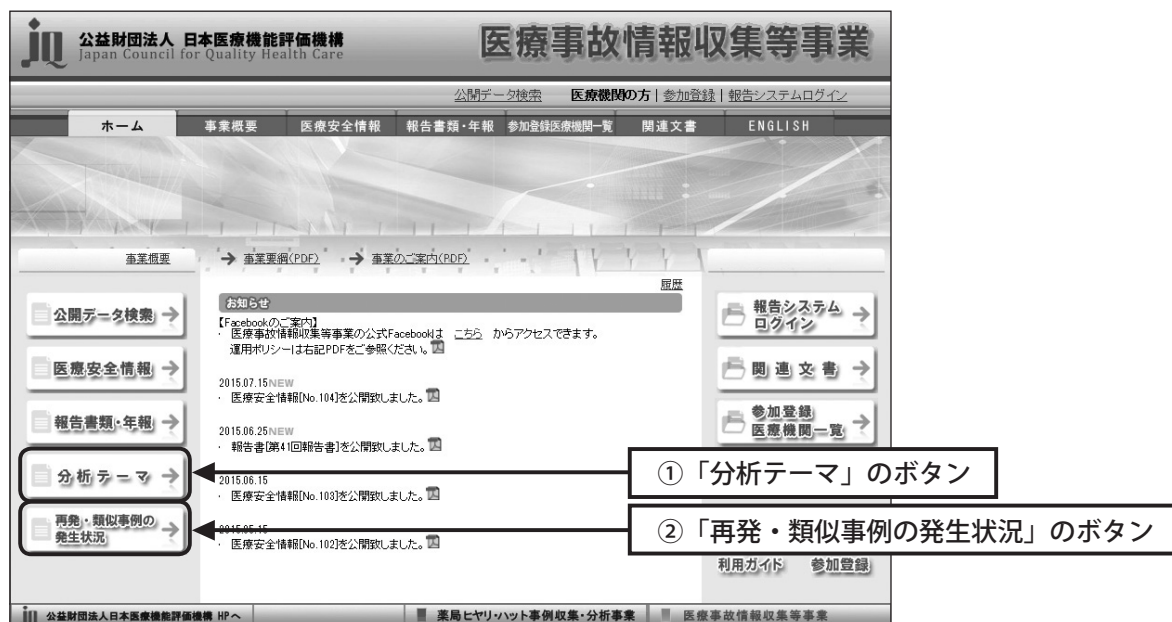 公益財団法人 日本医療機能評価機構
Japan Council for Quality Health Care
医療事故情報収集等事業
公開データ検索 医療機関の方 | 参加登録 | 報告システムログイン
ホーム 事業概要 医療安全情報 報告書類・年報 参加登録医療機関一覧 関連文書 ENGLISH
事業概要 → 事業要綱(PDF) → 事業のご案内(PDF)
履歴
お知らせ
【Facebookのご案内】
・ 医療事故情報収集等事業の公式Facebookは こちら からアクセスできます。
運用ポリシーは右記PDFをご参照ください。
2015.07.15NEW
・ 医療安全情報[No.104]を公開致しました。
2015.06.25NEW
・ 報告書[第41回報告書]を公開致しました。
2015.06.15
・ 医療安全情報[No.103]を公開致しました。
2015.05.15
・ 医療安全情報[No.102]を公開致しました。
公開データ検索 →
医療安全情報 →
報告書類・年報 →
分析テーマ →
再発・類似事例の
発生状況 →
報告システム
ログイン →
関連文書 →
参加登録
医療機関一覧 →
①「分析テーマ」のボタン
②「再発・類似事例の発生状況」のボタン
利用ガイド 参加登録
jq 公益財団法人日本医療機能評価機構 HPへ 薬局ヒヤリ・ハット事例収集・分析事業 医療事故情報収集等事業